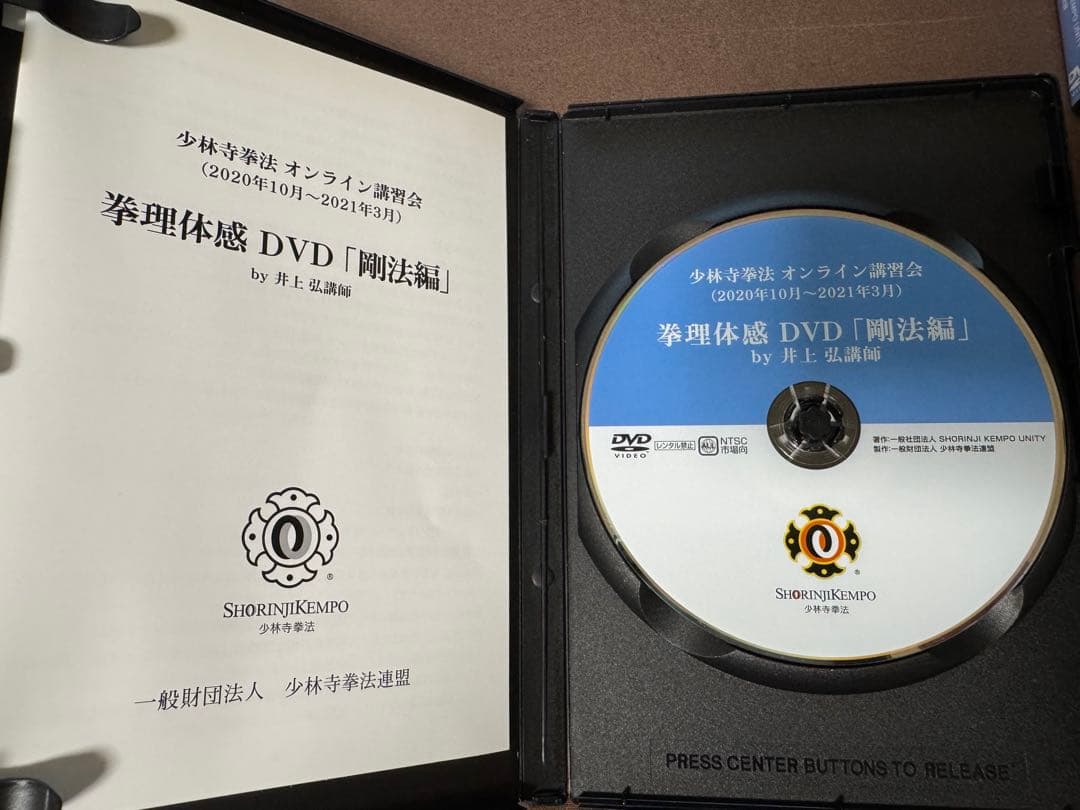 少林寺拳法 オンライン講習会
(2020年10月〜2021年3月)
拳理体感 DVD「剛法編」
by 井上 弘講師
®
SHORINJIKEMPO
少林寺拳法
一般財団法人 少林寺拳法連盟
少林寺拳法 オンライン講習会
(2020年10月〜2021年3月)
拳理体感 DVD「剛法編」
by 井上 弘講師
DVD
VIDEO
レンタル禁止
ALL
NTSC
市場向
著作:一般社団法人 SHORINJI KEMPO UNITY
製作:一般財団法人 少林寺拳法連盟
®
SHORINJIKEMPO
少林寺拳法
PRESS CENTER BUTTONS TO RELEASE